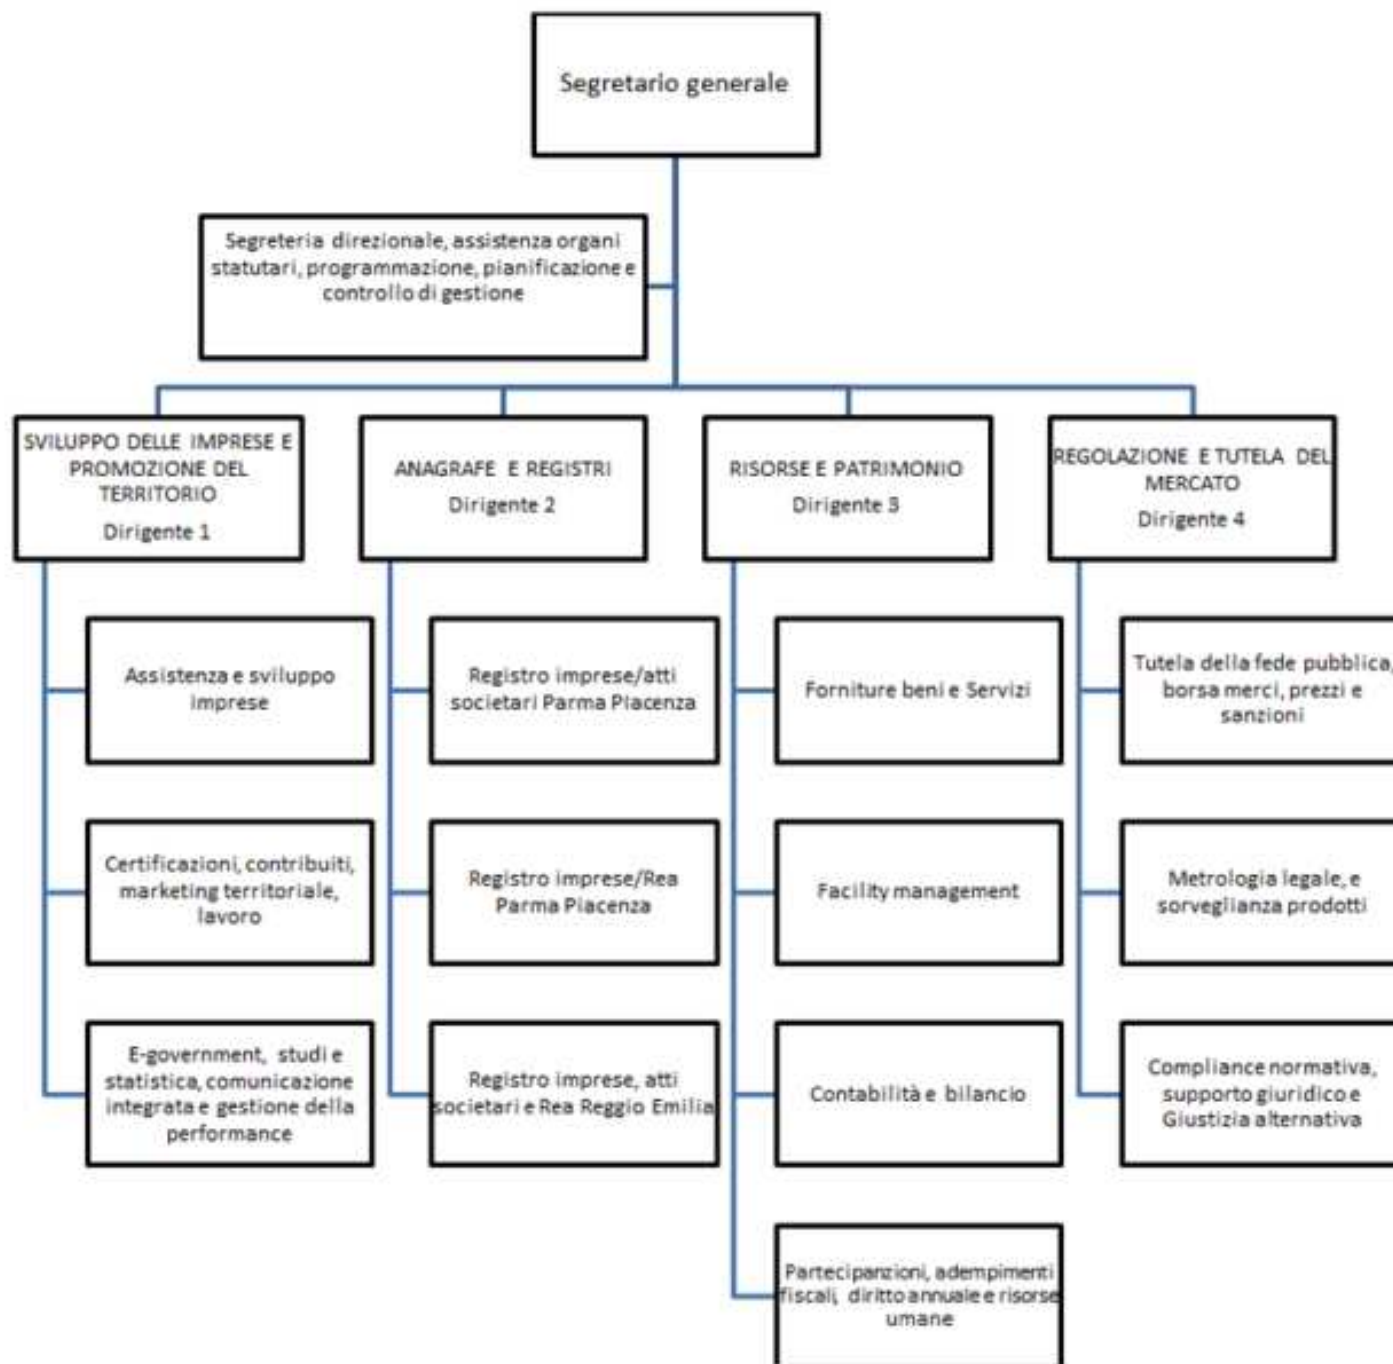 Segretario generale
Segreteria direzionale, assistenza organi
statutari, programmazione, pianificazione e
controllo di gestione
SVILUPPO DELLE IMPRESE E
PROMOZIONE DEL
TERRITORIO
Dirigente 1
ANAGRAFE E REGISTRI
Dirigente 2
RISORSE E PATRIMONIO
Dirigente 3
REGOLAZIONE E TUTELA DEL
MERCATO
Dirigente 4
Assistenza e sviluppo
imprese
Registro imprese/atti
societari Parma Piacenza
Forniture beni e Servizi
Tutela della fede pubblica,
borsa merci, prezzi e
sanzioni
Certificazioni, contribuiti,
marketing territoriale,
lavoro
Registro imprese/Rea
Parma Piacenza
Facility management
Metrologia legale, e
sorveglianza prodotti
E-government, studi e
statistica, comunicazione
integrata e gestione della
performance
Registro imprese, atti
societari e Rea Reggio Emilia
Contabilità e bilancio
Compliance normativa,
supporto giuridico e
Giustizia alternativa
Partecipanzioni, adempimenti
fiscali, diritto annuale e risorse
umane